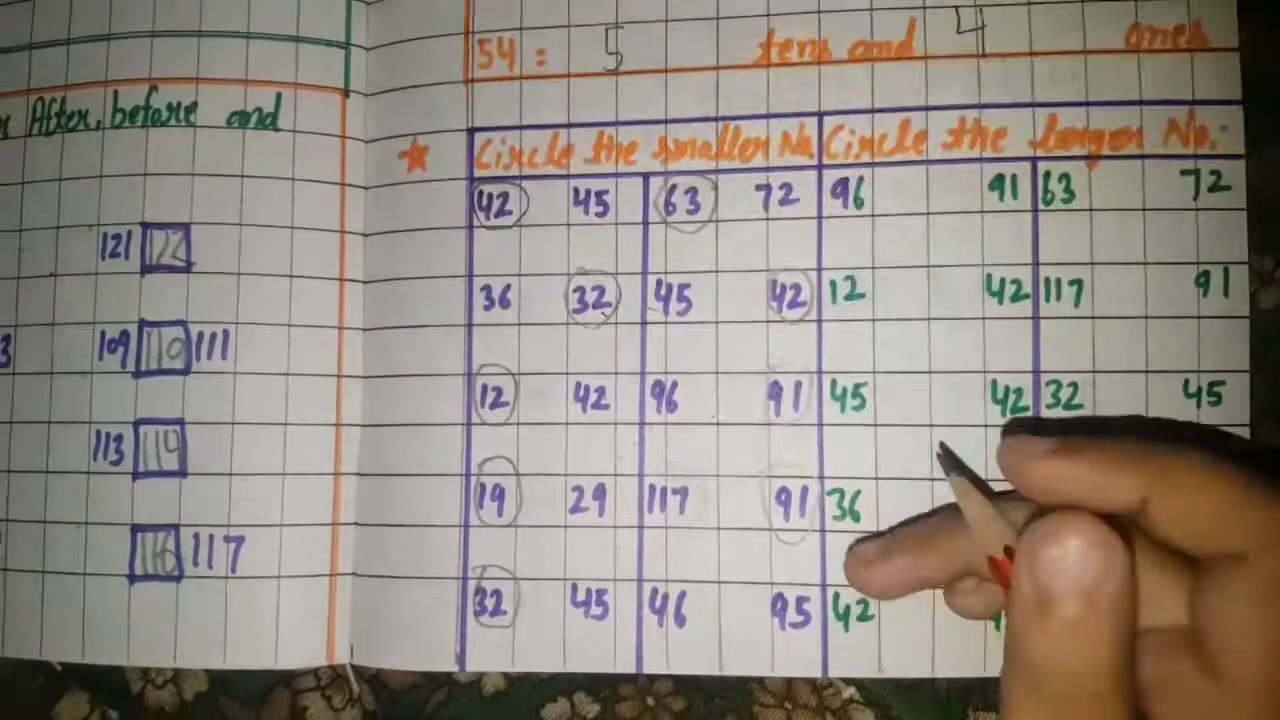 54 : 5 tens and 4 ones
After, before and
Circle the smaller No. Circle the larger No.
42 45 63 72 96 91 63 72
121 122
36 32 45 42 12 42 117 91
3 109 110 111
12 42 96 91 45 42 32 45
113 114
19 29 117 91 36
116 117
32 45 46 95 42